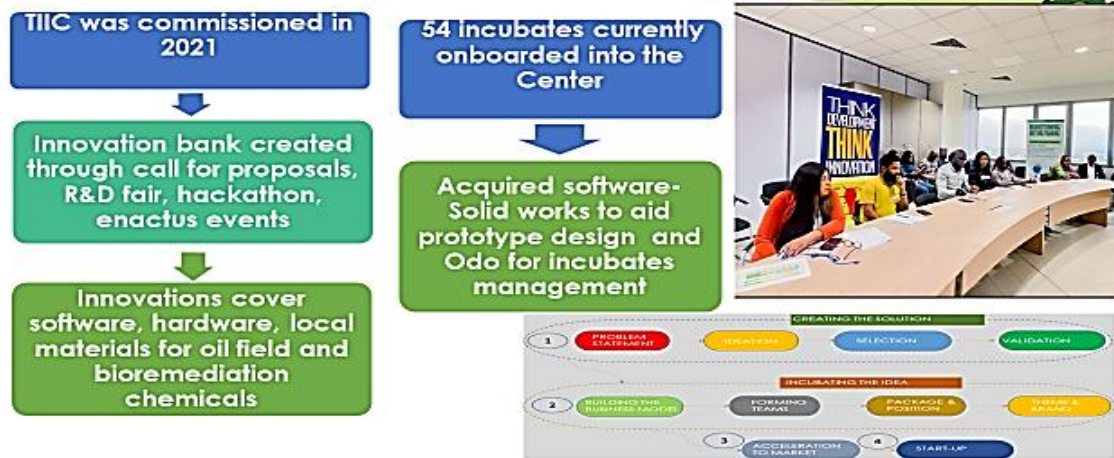 TIIC was commissioned in
2021
Innovation bank created
through call for proposals,
R&D fair, hackathon,
enactus events
Innovations cover
software, hardware, local
materials for oil field and
bioremediation
chemicals
54 incubates currently
onboarded into the
Center
Acquired software-
Solid works to aid
prototype design and
Odo for incubates
management
THINK
DEVELOPMENT
THINK
INNOVATION
CREATING THE SOLUTION
1
PROBLEM
STATEMENT
IDEATION
SELECTION
VALIDATION
INCUBATING THE IDEA
2
BUILDING THE
BUSINESS MODEL
FORMING
TEAMS
PACKAGE &
POSITION
THEME &
BRAND
3
ACCELERATION
TO MARKET
4
START-UP